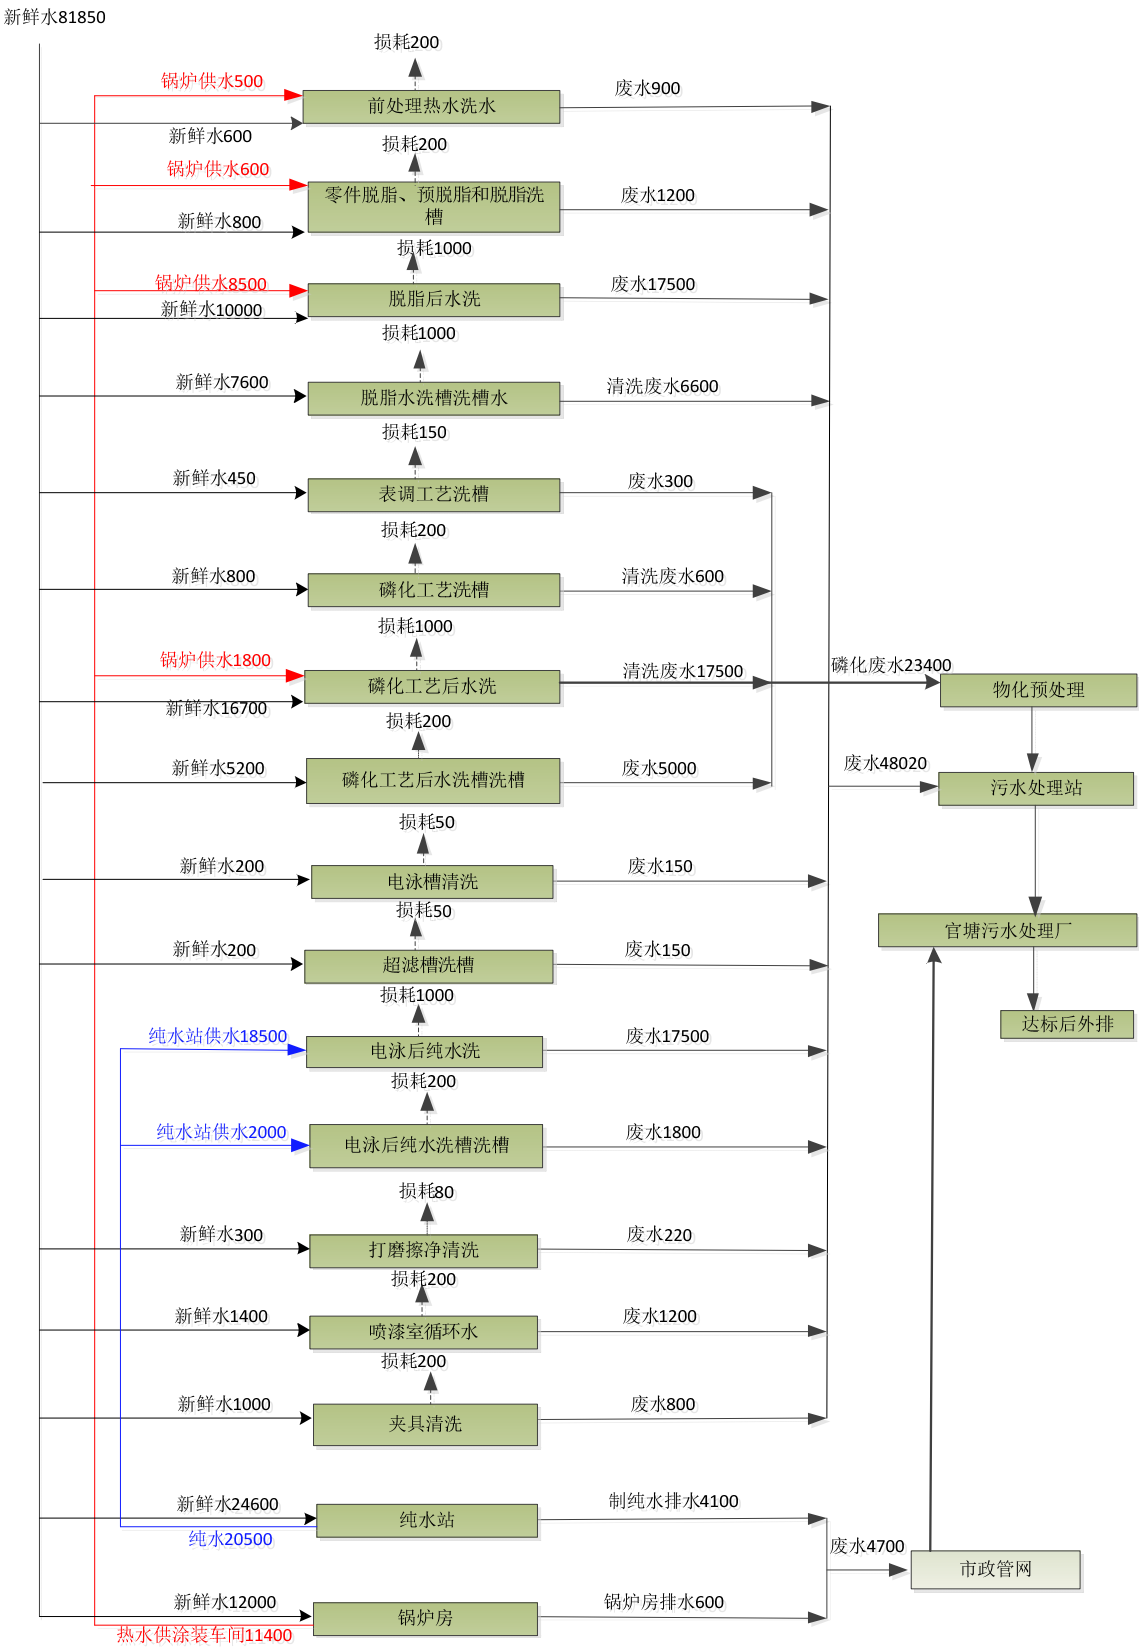 新鲜水81850
损耗200
锅炉供水500
前处理热水洗水
废水900
新鲜水600
损耗200
锅炉供水600
零件脱脂、预脱脂和脱脂洗
槽
废水1200
新鲜水800
损耗1000
锅炉供水8500
脱脂后水洗
废水17500
新鲜水10000
损耗1000
新鲜水7600
脱脂水洗槽洗槽水
清洗废水6600
损耗150
新鲜水450
表调工艺洗槽
废水300
损耗200
新鲜水800
磷化工艺洗槽
清洗废水600
损耗1000
锅炉供水1800
磷化工艺后水洗
清洗废水17500
磷化废水23400
物化预处理
新鲜水16700
损耗200
新鲜水5200
磷化工艺后水洗槽洗槽
废水5000
废水48020
污水处理站
损耗50
新鲜水200
电泳槽清洗
废水150
损耗50
官塘污水处理厂
新鲜水200
超滤槽洗槽
废水150
损耗1000
达标后外排
纯水站供水18500
电泳后纯水洗
废水17500
损耗200
纯水站供水2000
电泳后纯水洗槽洗槽
废水1800
损耗80
新鲜水300
打磨擦净清洗
废水220
损耗200
新鲜水1400
喷漆室循环水
废水1200
损耗200
新鲜水1000
夹具清洗
废水800
新鲜水24600
纯水站
制纯水排水4100
纯水20500
废水4700
市政管网
新鲜水12000
锅炉房
锅炉房排水600
热水供涂装车间11400